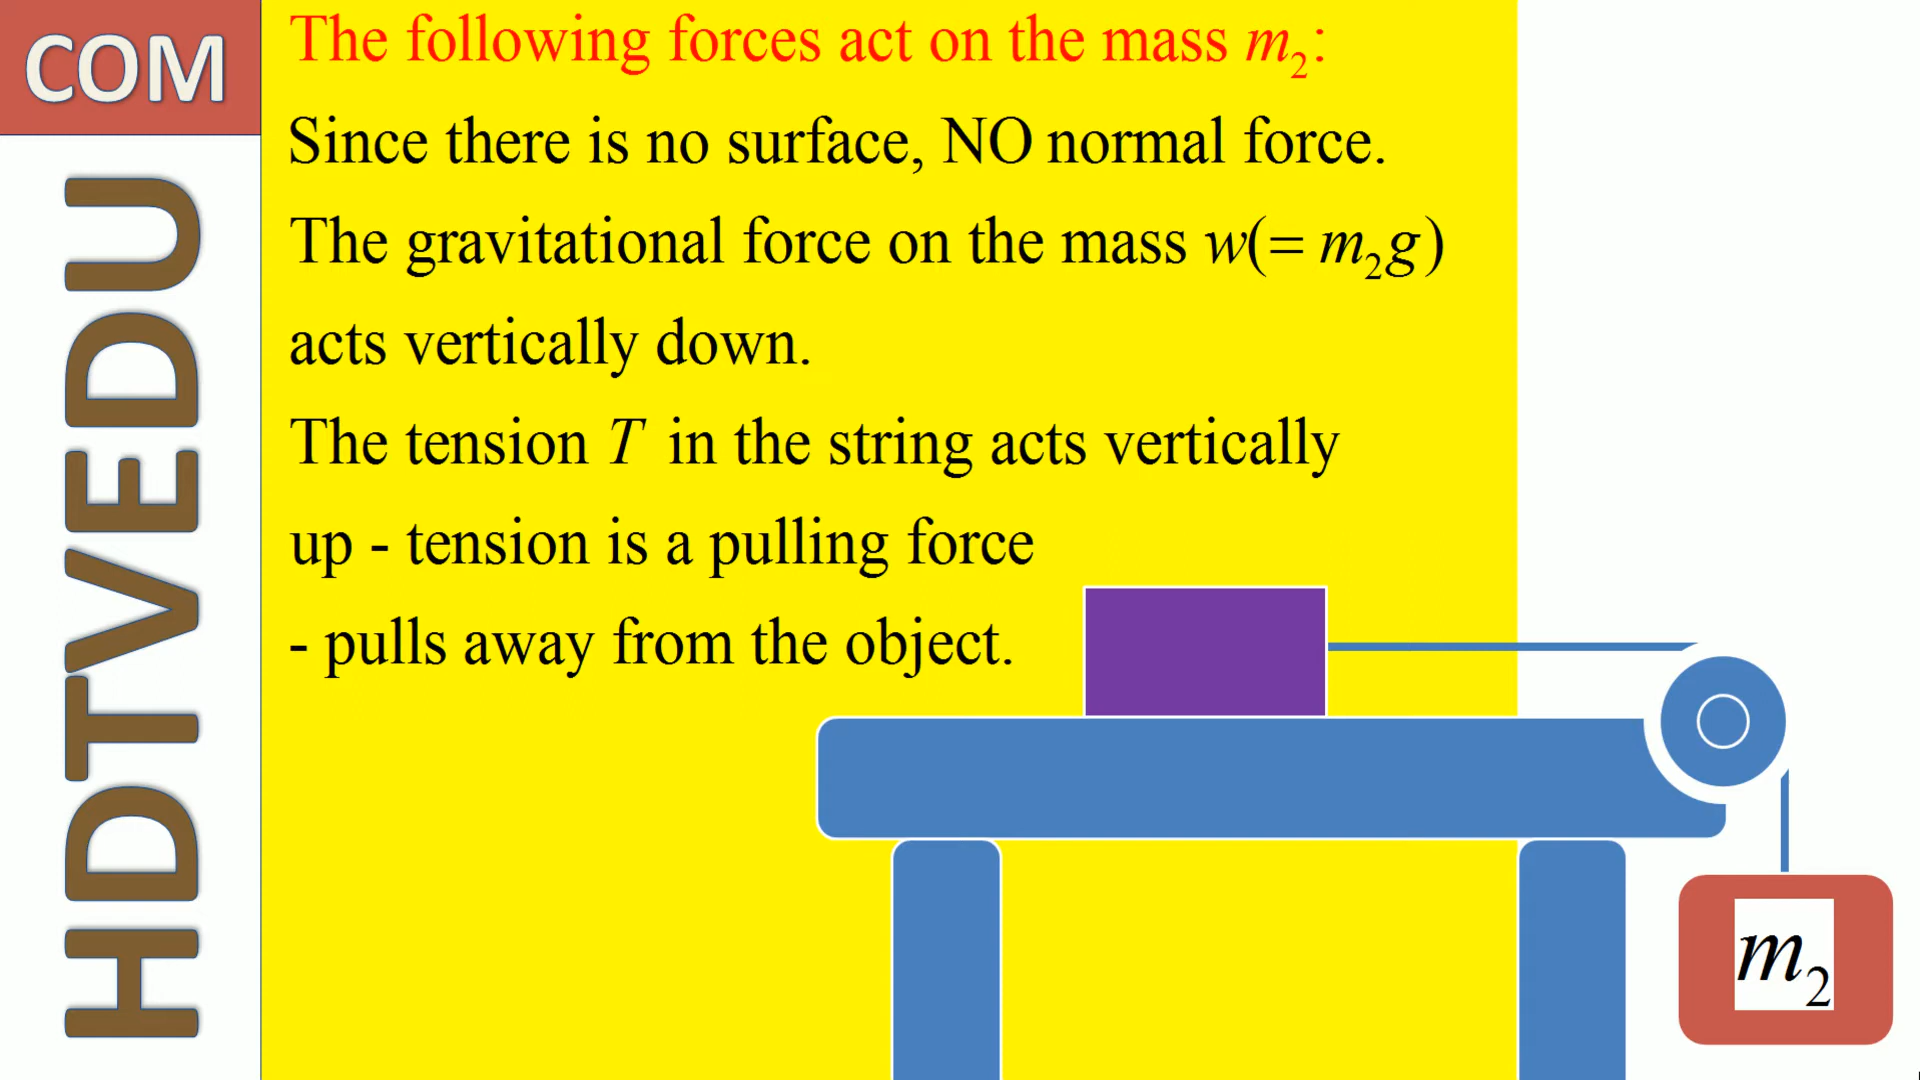 COM
HDTVEDU
The following forces act on the mass m₂:
Since there is no surface, NO normal force.
The gravitational force on the mass w(= m₂g)
acts vertically down.
The tension T in the string acts vertically
up - tension is a pulling force
- pulls away from the object.
m₂